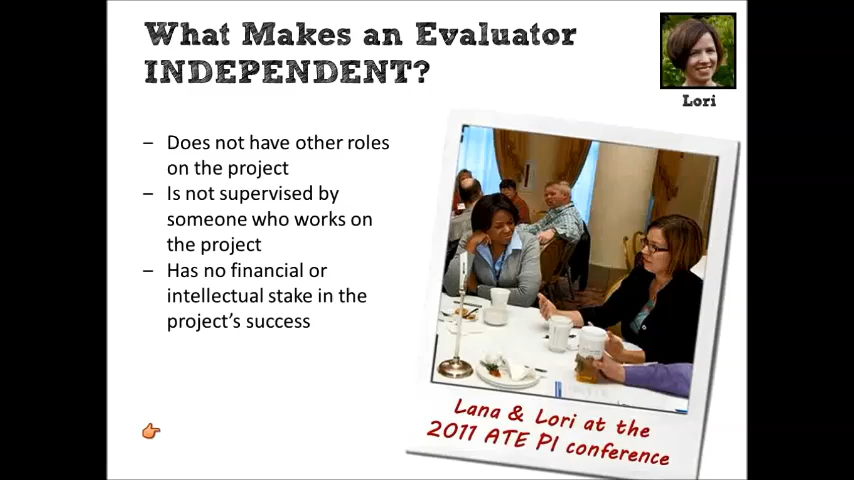 What Makes an Evaluator
INDEPENDENT?
Lori
– Does not have other roles
on the project
– Is not supervised by
someone who works on
the project
– Has no financial or
intellectual stake in the
project's success
Lana & Lori at the
2011 ATE PI conference